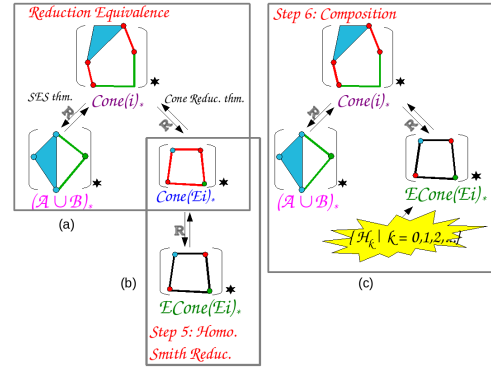 Reduction Equivalence
SES thm.
Cone Reduc. thm.
R
R
Cone(i)*
(A ∪ B)*
Cone(Ei)*
(a)
R
(b)
ECone(Ei)*
Step 5: Homo.
Smith Reduc.
Step 6: Composition
Cone(i)*
R
R
(A ∪ B)*
ECone(Ei)*
{H_k | k = 0,1,2,...}
(c)